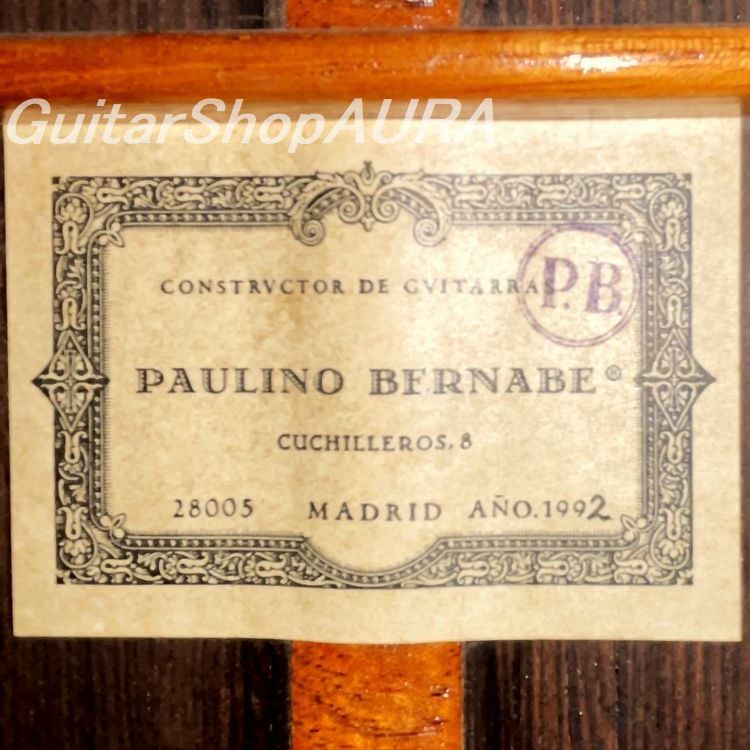 GuitarShopAURA
CONSTRVCTOR DE GVITARRAS
P.B.
PAULINO BERNABE®
CUCHILLEROS, 8
28005 MADRID AÑO.1992